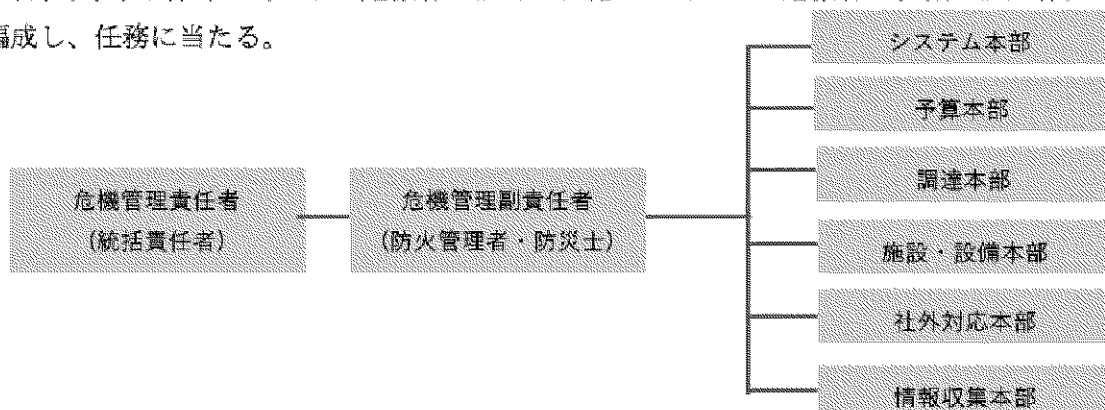 編成し、任務に当たる。
システム本部
予算本部
調達本部
危機管理責任者
(統括責任者)
危機管理副責任者
(防火管理者・防災士)
施設・設備本部
社外対応本部
情報収集本部